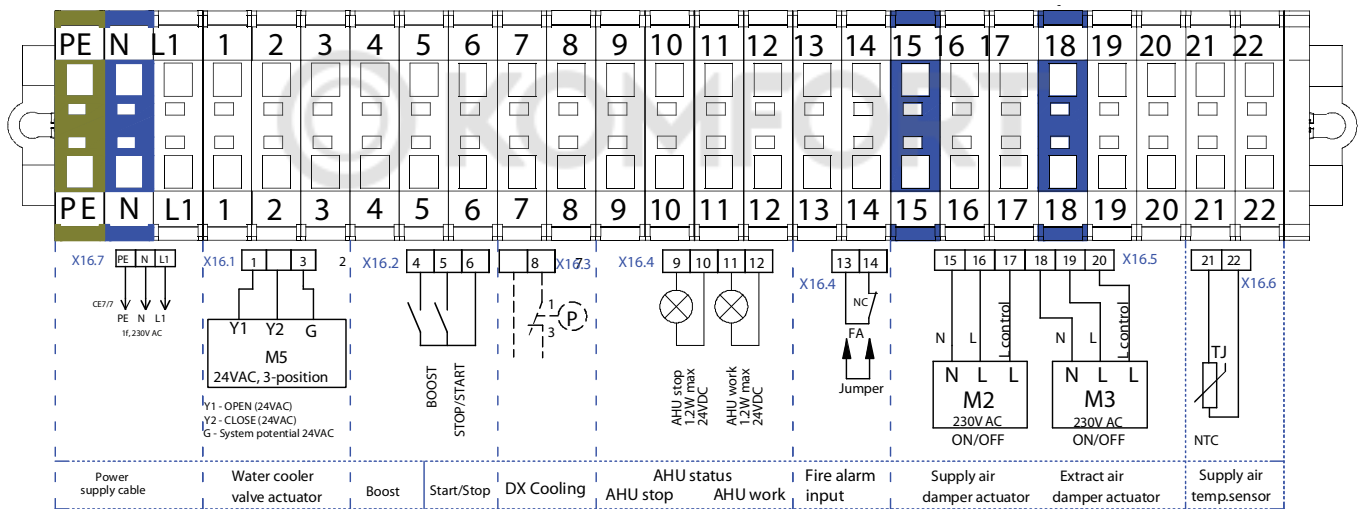 PE N L1 1 2 3 4 5 6 7 8 9 10 11 12 13 14 15 16 17 18 19 20 21 22
© KOMFORT
PE N L1 1 2 3 4 5 6 7 8 9 10 11 12 13 14 15 16 17 18 19 20 21 22
X16.7 PE N L1
CE7/7
PE N L1
1f, 230V AC
X16.1 1 3 2
Y1 Y2 G
M5
24VAC, 3-position
Y1 - OPEN (24VAC)
Y2 - CLOSE (24VAC)
G - System potential 24VAC
X16.2 4 5 6
BOOST
STOP/START
8 X16.3 7
1
P
3
X16.4 9 10 11 12
AHU stop
1.2W max
24VDC
AHU work
1.2W max
24VDC
13 14
X16.4
NC
FA
Jumper
15 16 17 18 19 20 X16.5
N L L control
N L L
M2
230V AC
ON/OFF
N L L control
N L L
M3
230V AC
ON/OFF
21 22
X16.6
TJ
NTC
Power
supply cable
Water cooler
valve actuator
Boost
Start/Stop
DX Cooling
AHU status
AHU stop AHU work
Fire alarm
input
Supply air
damper actuator
Extract air
damper actuator
Supply air
temp.sensor